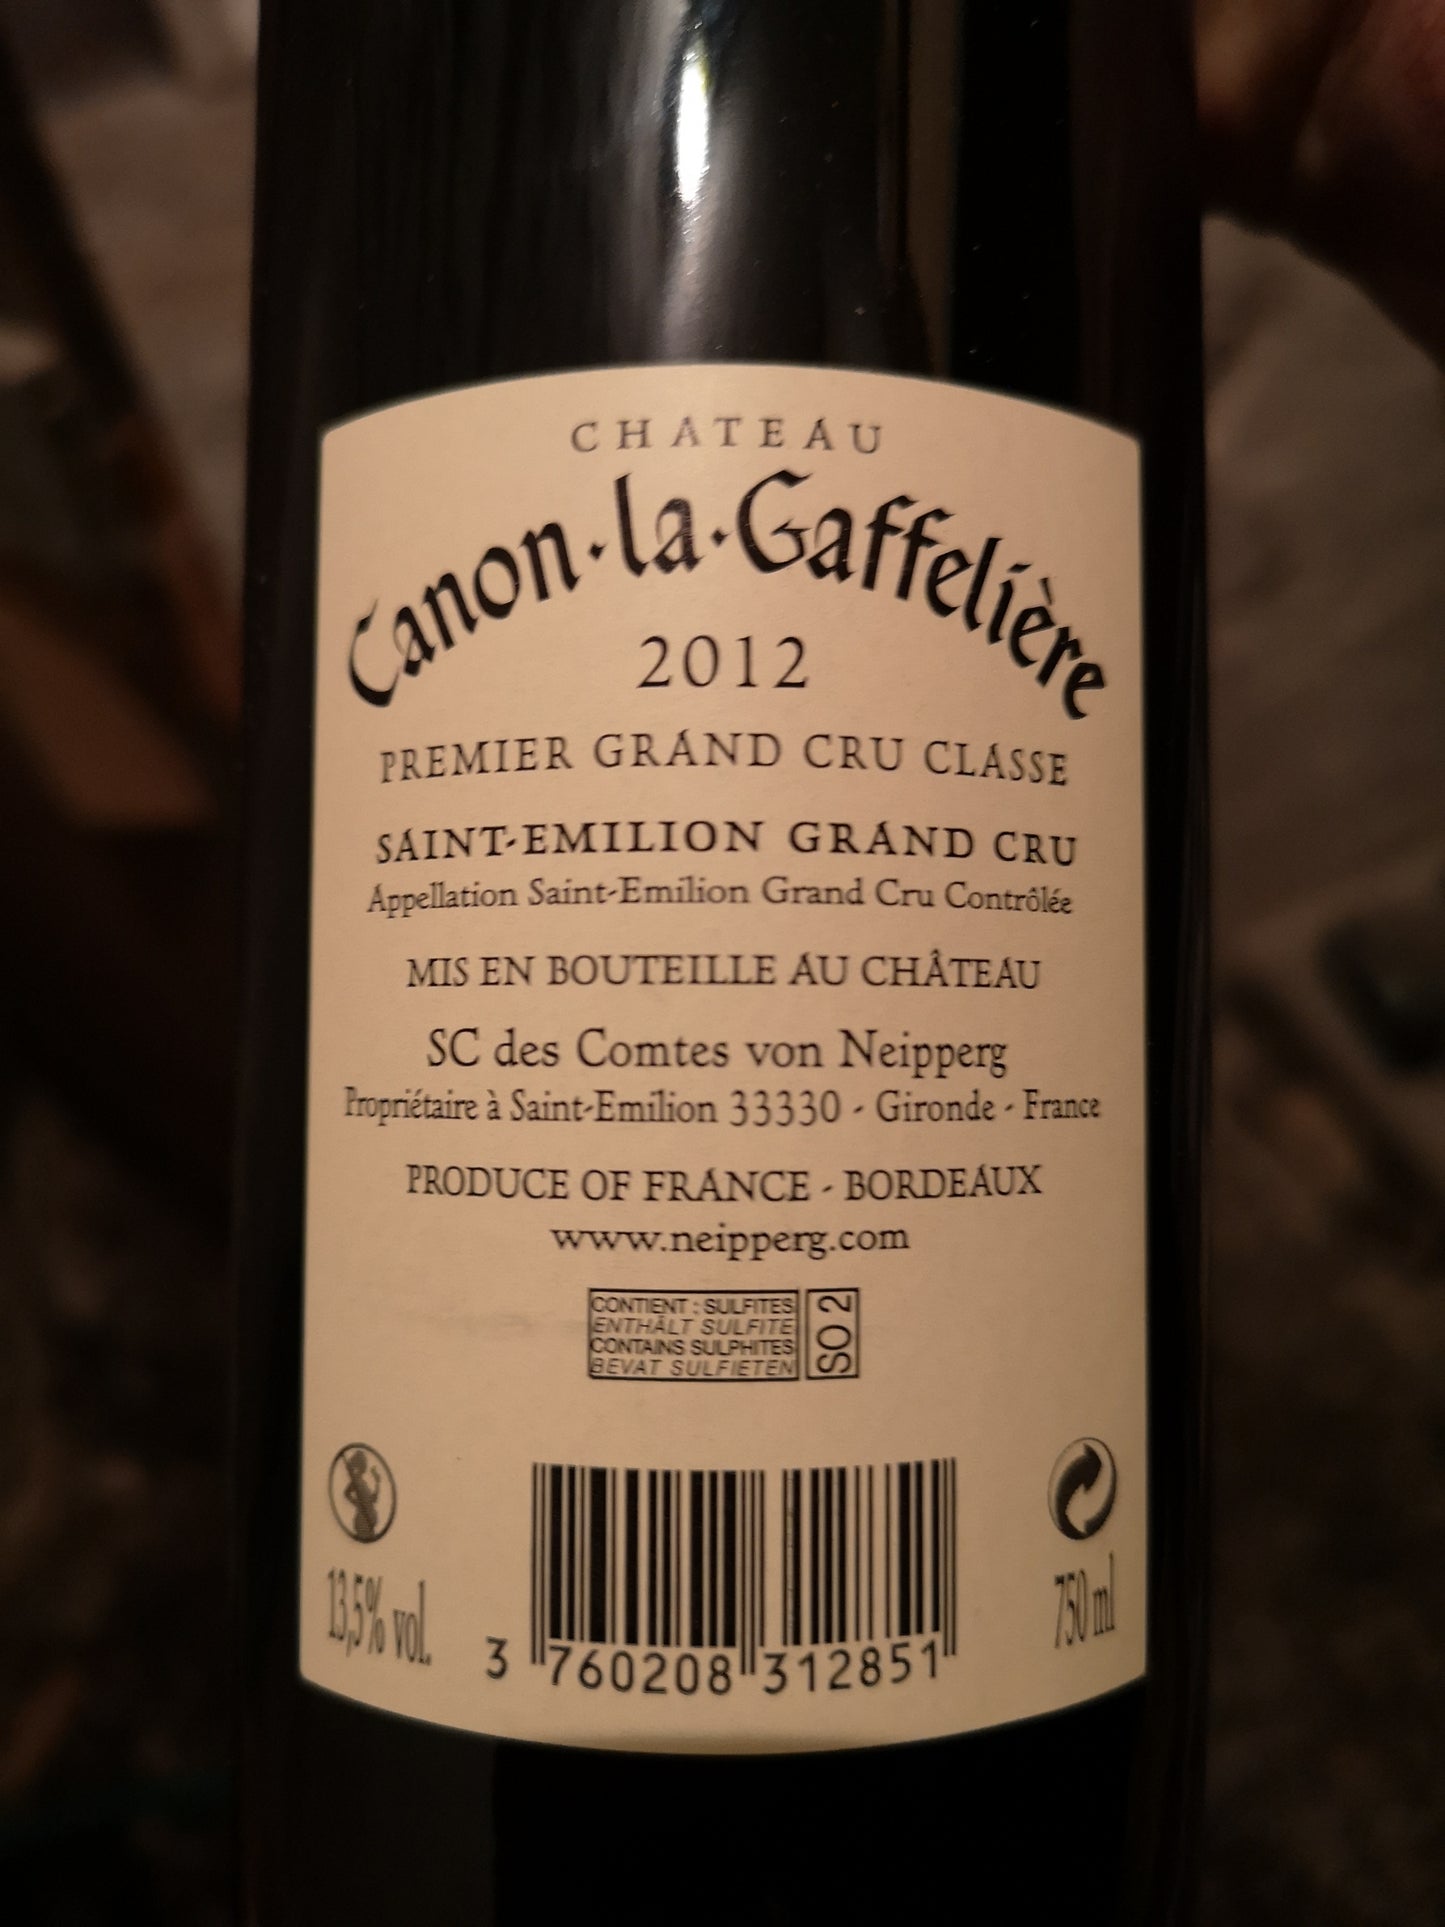 CHATEAU
Canon·la·Gaffelière
2012
PREMIER GRAND CRU CLASSE
SAINT-EMILION GRAND CRU
Appellation Saint-Emilion Grand Cru Contrôlée
MIS EN BOUTEILLE AU CHÂTEAU
SC des Comtes von Neipperg
Propriétaire à Saint-Emilion 33330 - Gironde - France
PRODUCE OF FRANCE - BORDEAUX
www.neipperg.com
CONTIENT : SULFITES
ENTHÄLT SULFITE
CONTAINS SULPHITES
BEVAT SULFIETEN
SO2
13,5% vol.
750 ml
3 760208 312851